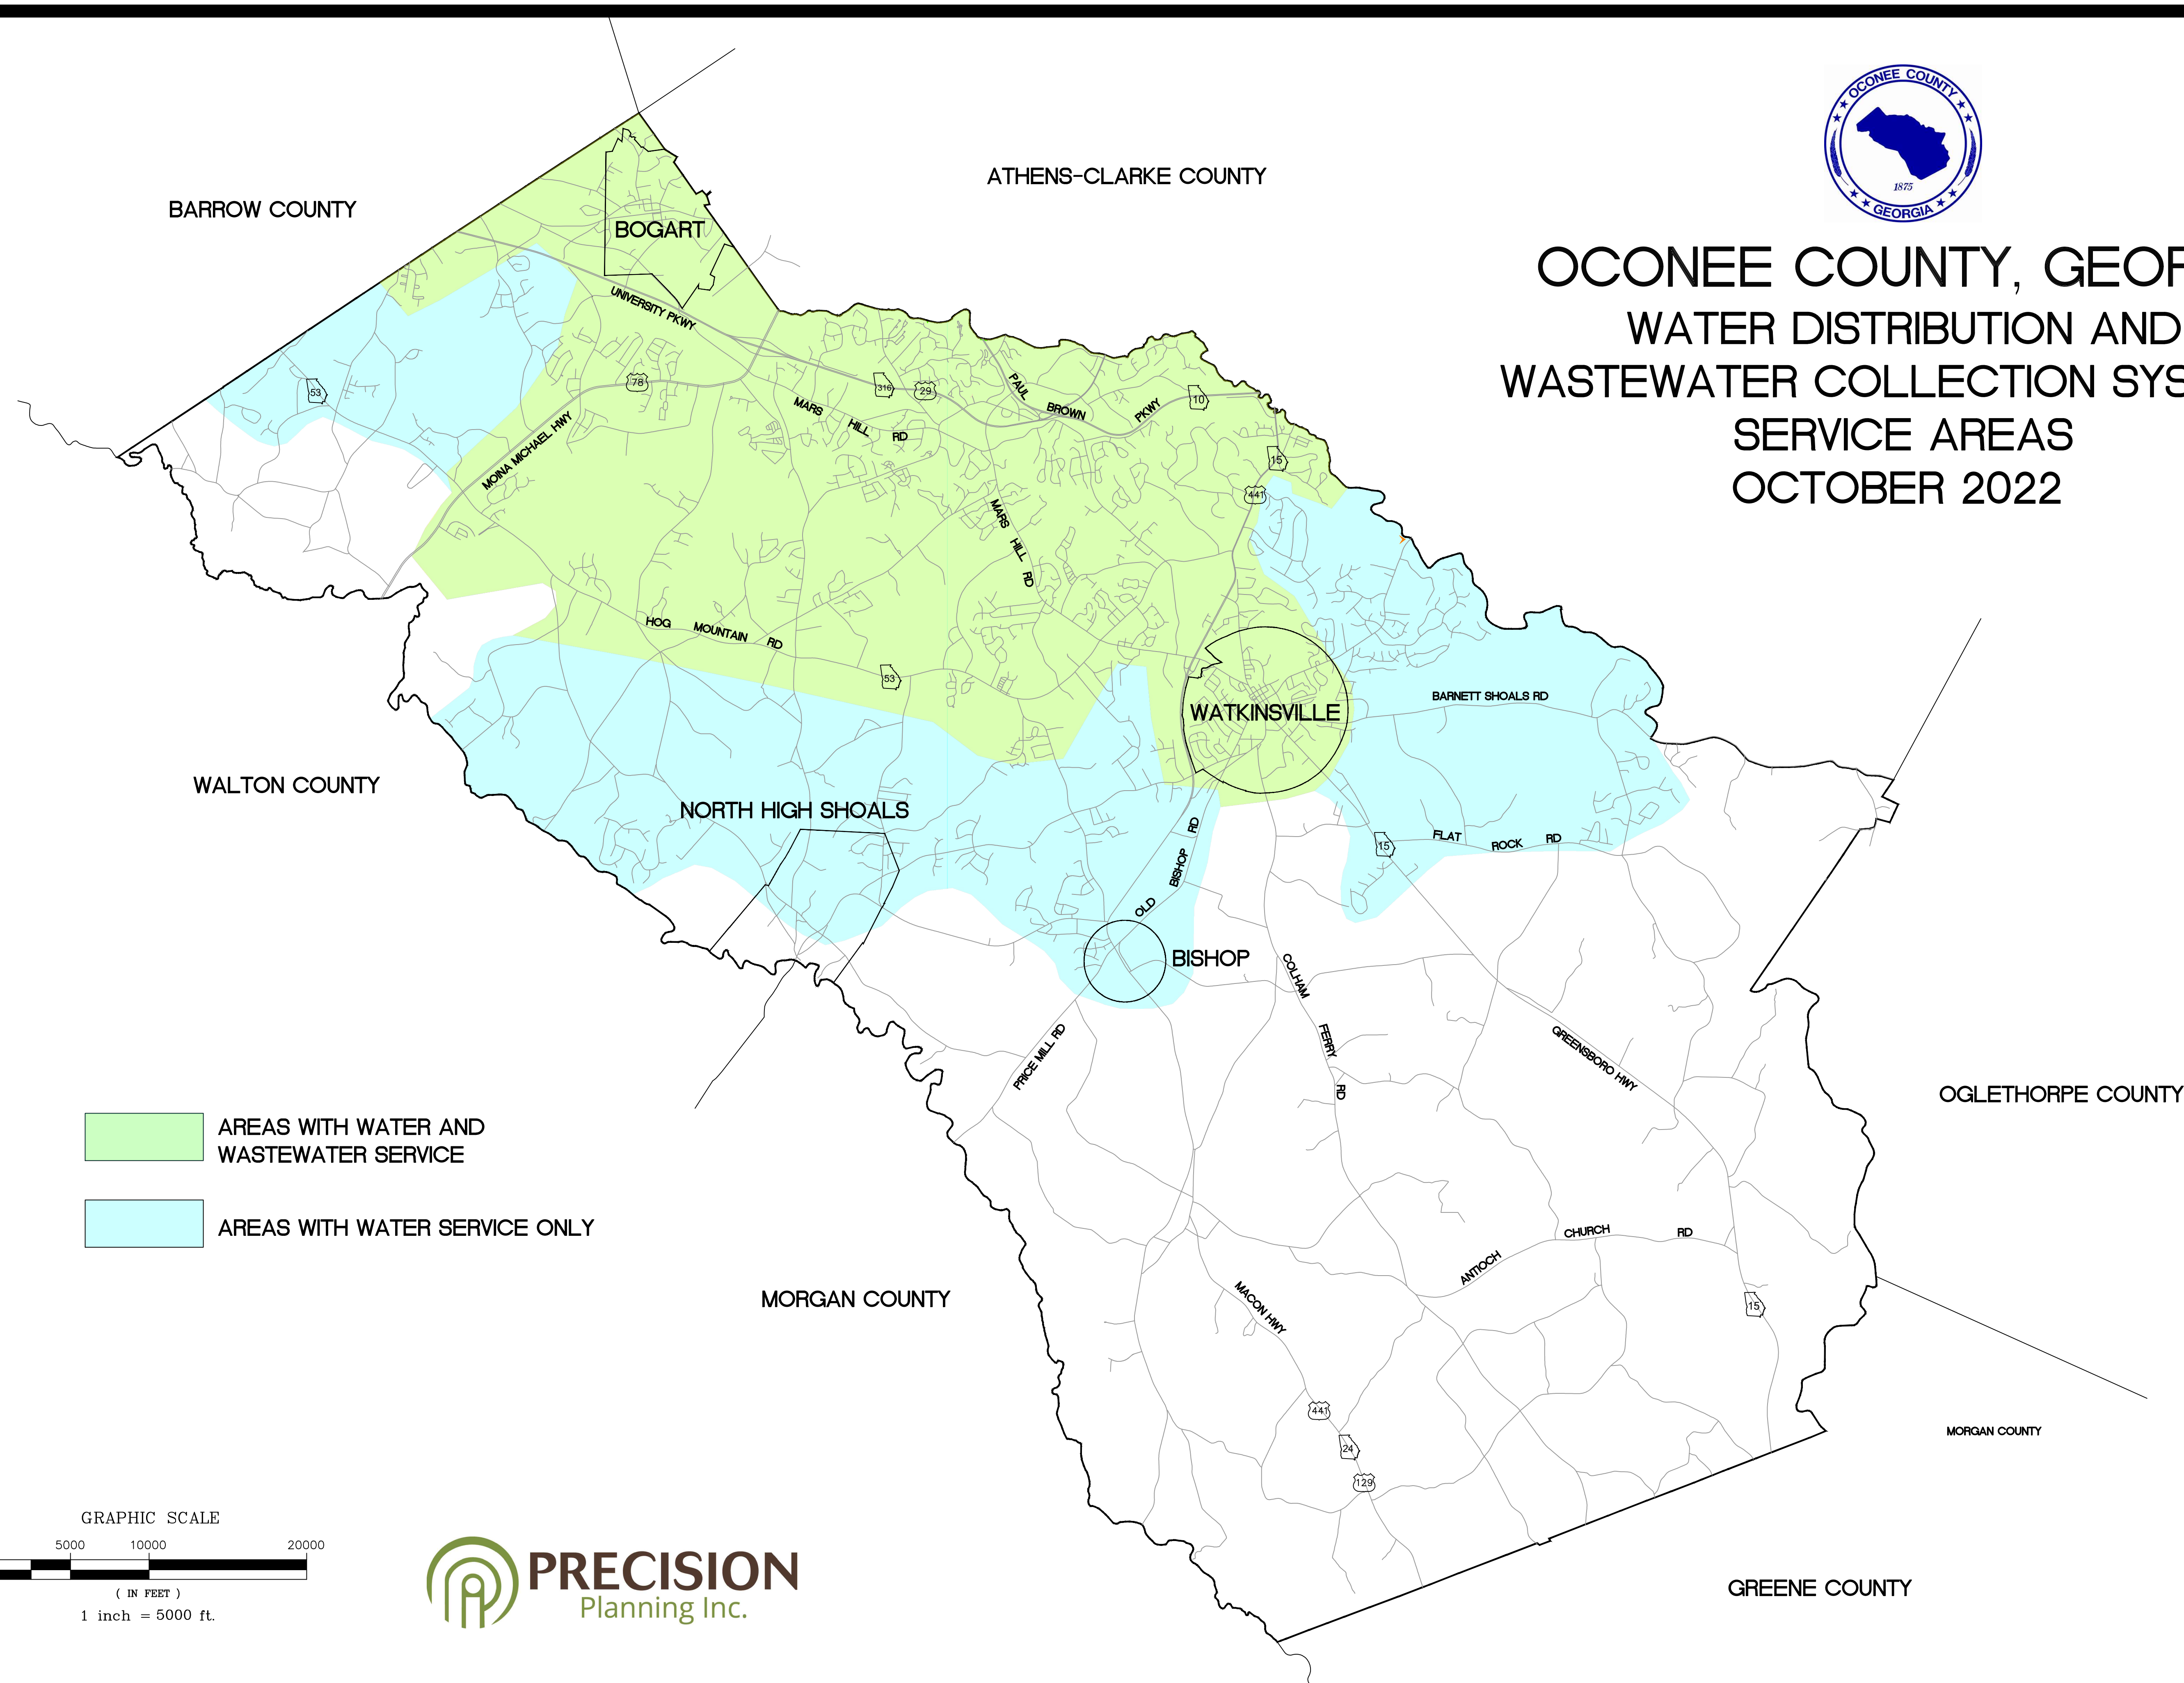 OCONEE COUNTY
1875
GEORGIA
OCONEE COUNTY, GEOR
WATER DISTRIBUTION AND
WASTEWATER COLLECTION SYS
SERVICE AREAS
OCTOBER 2022
BARROW COUNTY
ATHENS-CLARKE COUNTY
BOGART
UNIVERSITY PKWY
53
78
316
29
PAUL
BROWN
PKWY
10
MARS
HILL
RD
MOINA MICHAEL HWY
15
441
MARS
HILL
RD
HOG
MOUNTAIN
RD
53
BARNETT SHOALS RD
WATKINSVILLE
WALTON COUNTY
NORTH HIGH SHOALS
OLD
BISHOP
RD
15
FLAT
ROCK
RD
BISHOP
COLHAM
FERRY
RD
PRICE MILL RD
GREENSBORO HWY
OGLETHORPE COUNTY
AREAS WITH WATER AND
WASTEWATER SERVICE
AREAS WITH WATER SERVICE ONLY
ANTIOCH
CHURCH
RD
MORGAN COUNTY
MACON HWY
15
441
24
129
MORGAN COUNTY
GREENE COUNTY
GRAPHIC SCALE
5000
10000
20000
( IN FEET )
1 inch = 5000 ft.
PRECISION
Planning Inc.